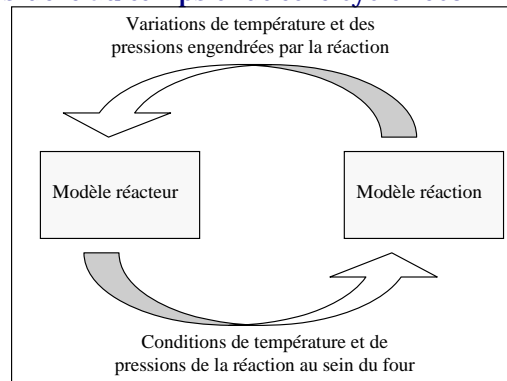 Variations de température et des
pressions engendrées par la réaction
Modèle réacteur
Modèle réaction
Conditions de température et de
pressions de la réaction au sein du four